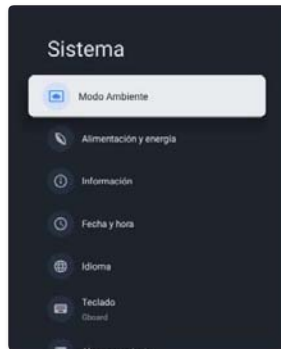 Sistema
Modo Ambiente
Alimentación y energía
Información
Fecha y hora
Idioma
Teclado
Gboard